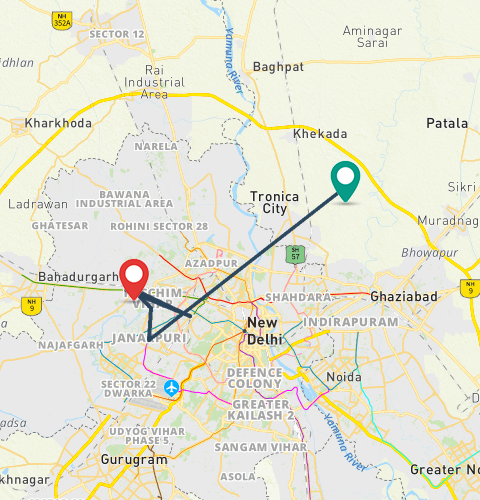 NH
352A
SECTOR 12
Aminagar
Sarai
Yamuna River
Baghpat
Rai
Industrial
Area
Kharkhoda
Khekada
Patala
NARELA
BAWANA
INDUSTRIAL AREA
Tronica
City
Sikri
Ladrawan
GHATESAR
ROHINI SECTOR 28
Muradnag
Bhowapur
SH
57
AZADPUR
Bahadurgarh
NH
9
NH
9
VIHAR
SHAHDARA
Ghaziabad
New
Delhi
INDIRAPURAM
NAJAFGARH
DEFENCE
COLONY
Noida
SECTOR 22
DWARKA
GREATER
KAILASH 2
Yamuna River
UDYOG VIHAR
PHASE 5
SANGAM VIHAR
Gurugram
Greater No
ASOLA